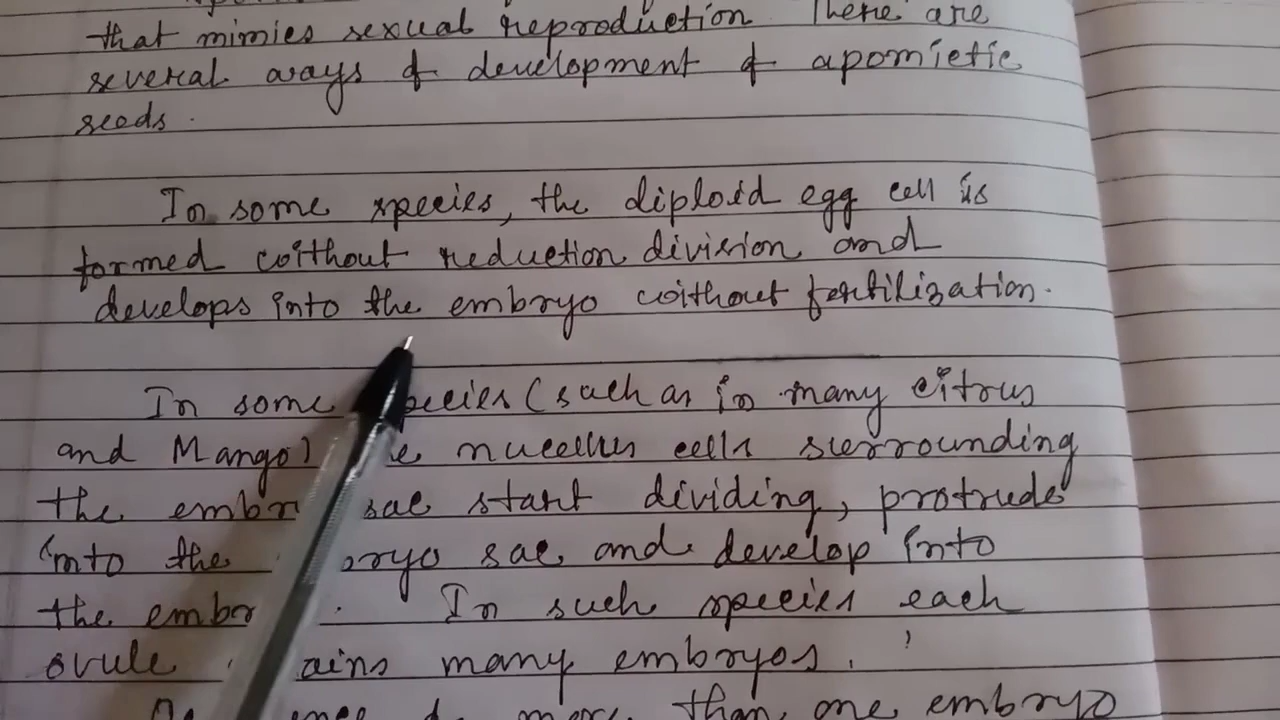 that mimics sexual reproduction. There are
several ways of development of apomictic
seeds.
In some species, the diploid egg cell is
formed without reduction division and
develops into the embryo without fertilization.
In some species (such as in many citrus
and Mango) nucellus cells surrounding
the sac start dividing, protrude
into the sac and develop into
the In such species each
ovule many embryos.
more than one embryo